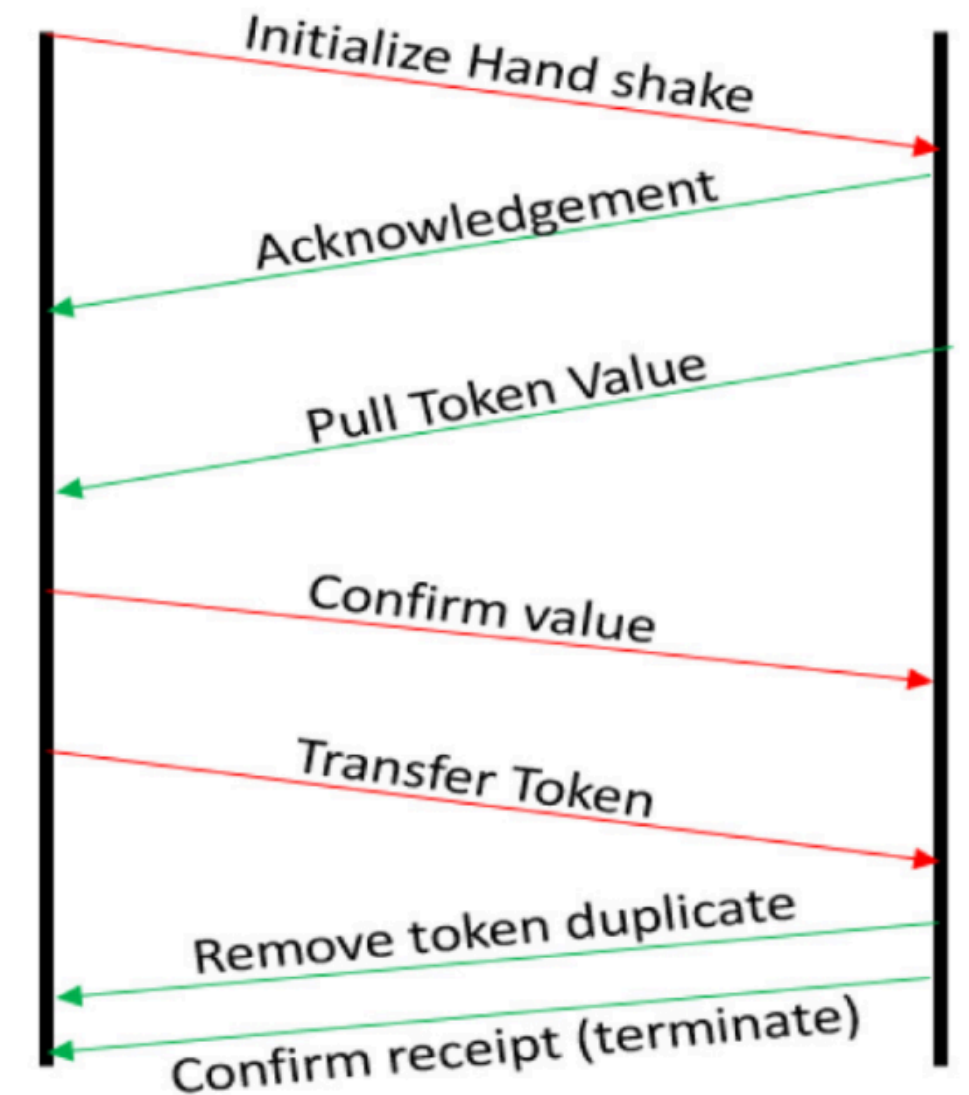 Initialize Hand shake
Acknowledgement
Pull Token Value
Confirm value
Transfer Token
Remove token duplicate
Confirm receipt (terminate)